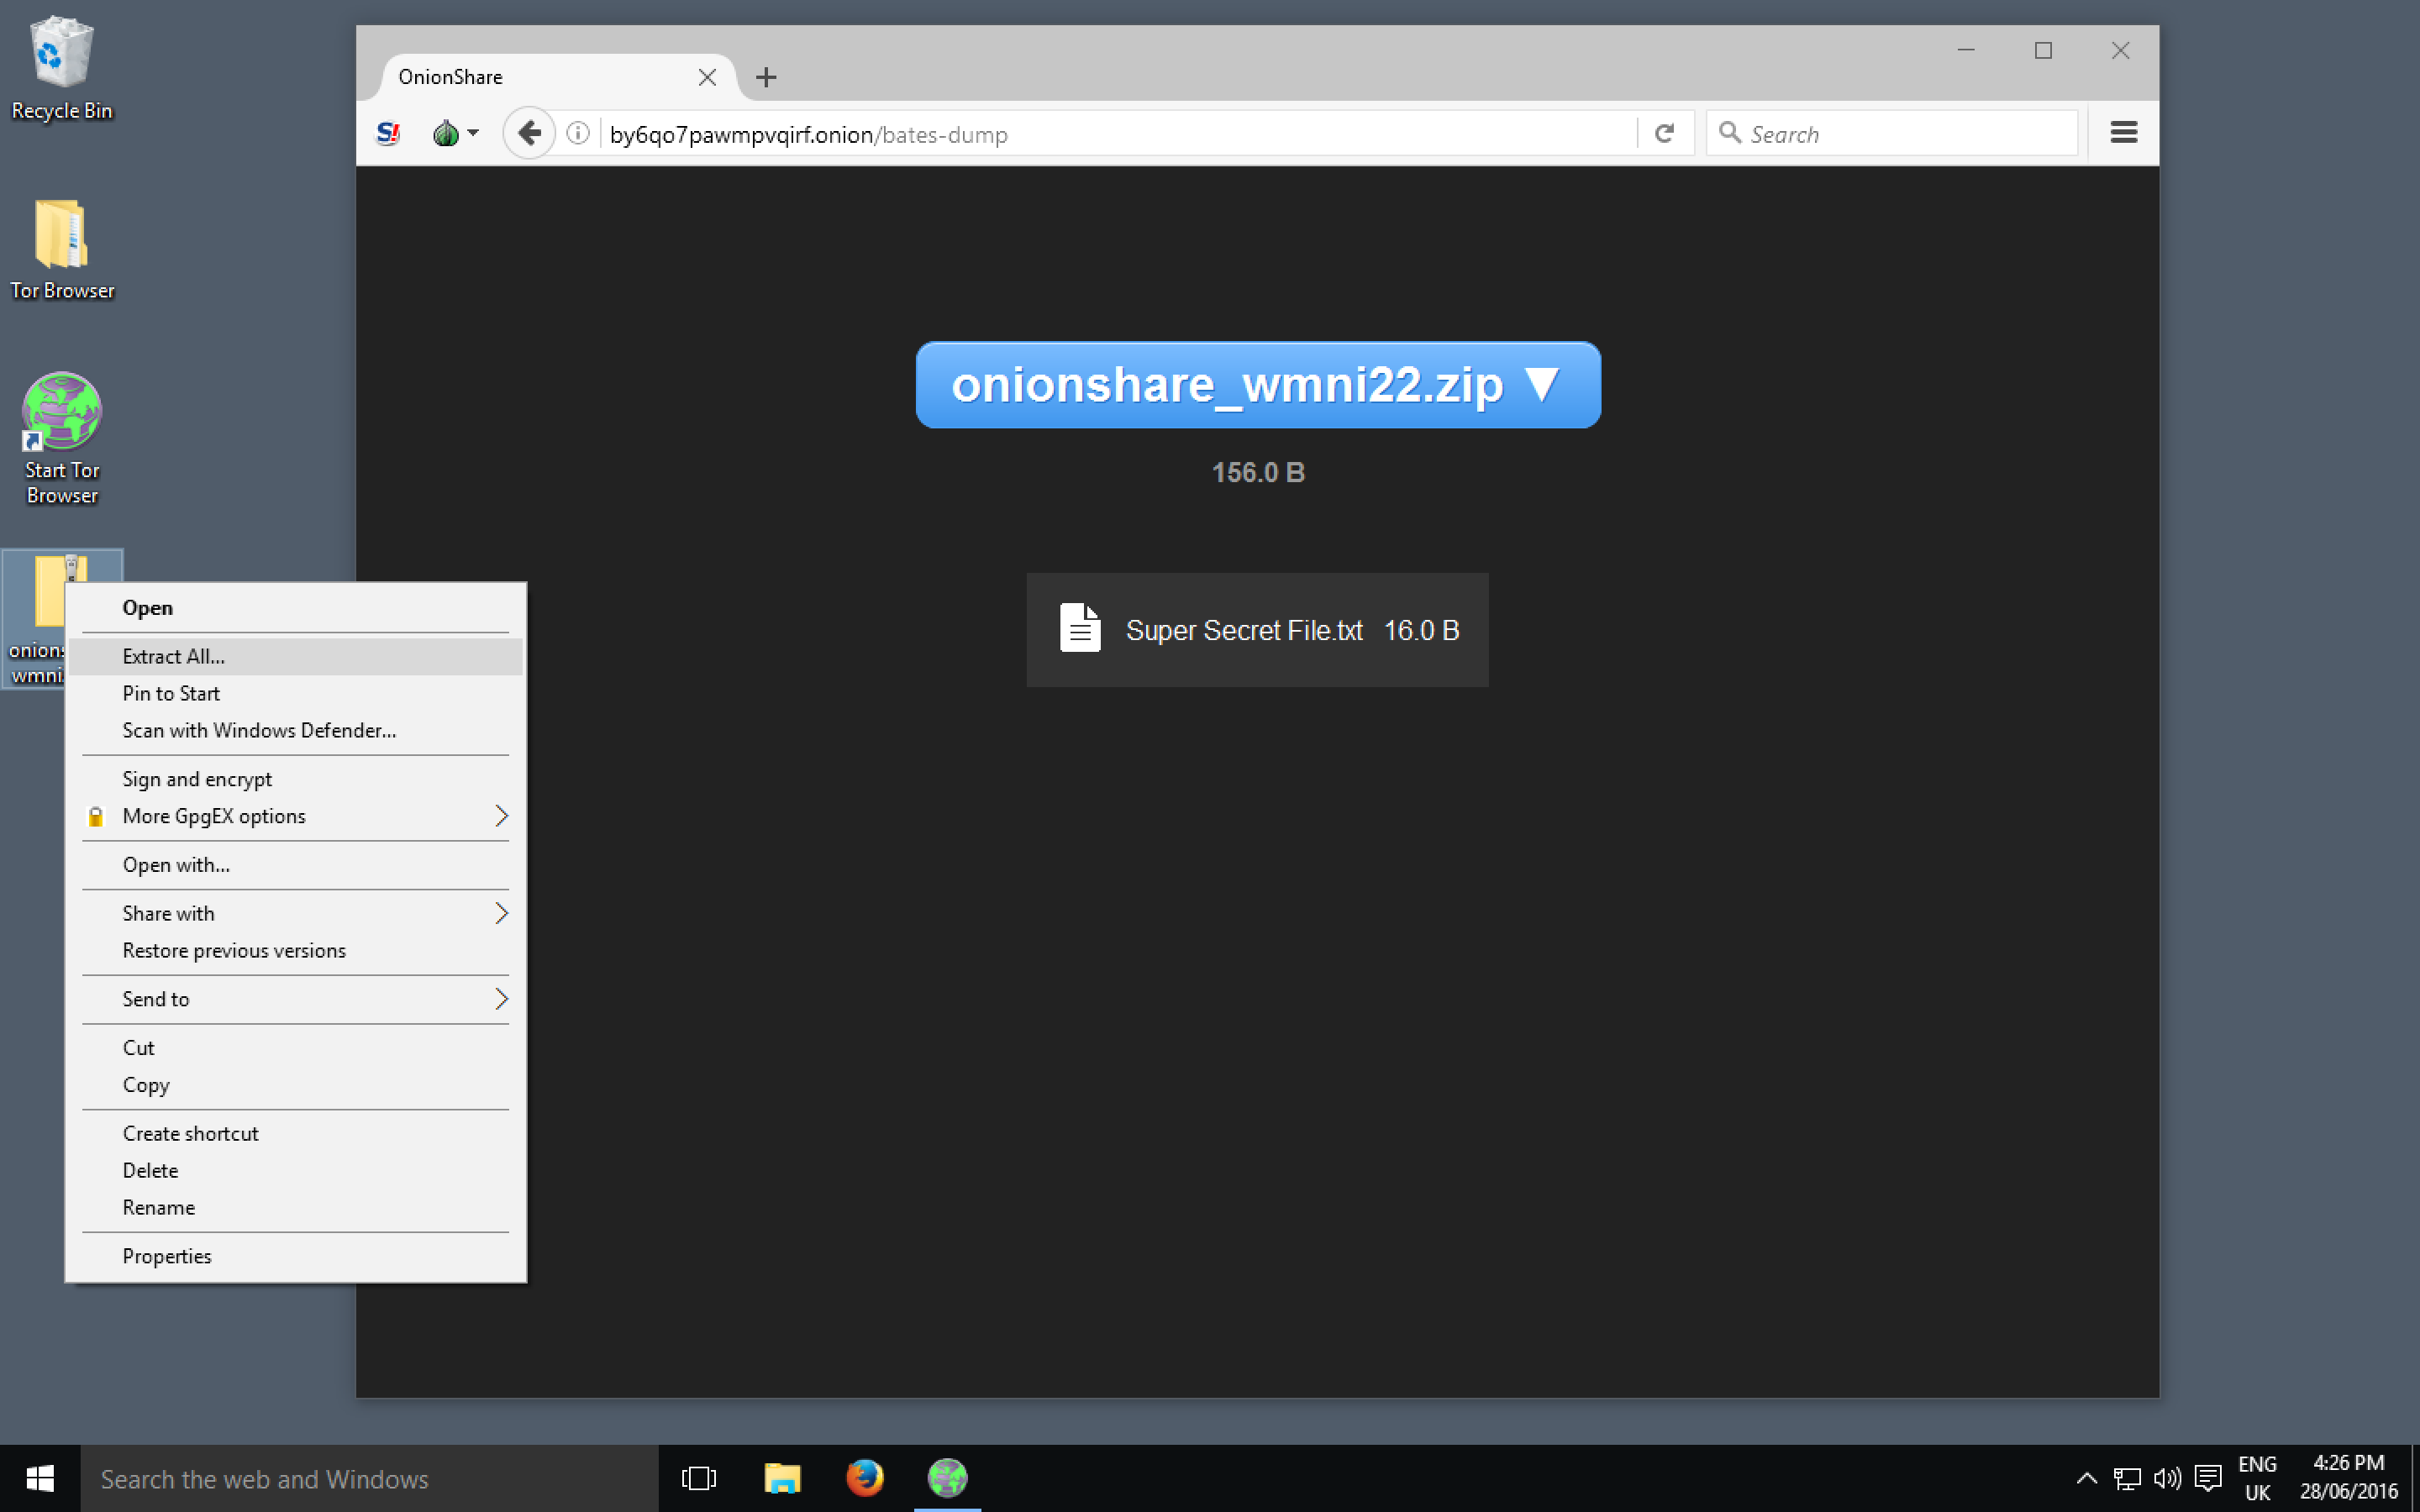 Recycle Bin
Tor Browser
Start Tor
Browser
onions
wmni
OnionShare
S!
by6qo7pawmpvqirf.onion/bates-dump
Search
onionshare_wmni22.zip ▼
156.0 B
Super Secret File.txt 16.0 B
Open
Extract All...
Pin to Start
Scan with Windows Defender...
Sign and encrypt
More GpgEX options
Open with...
Share with
Restore previous versions
Send to
Cut
Copy
Create shortcut
Delete
Rename
Properties
Search the web and Windows
ENG
UK
4:26 PM
28/06/2016